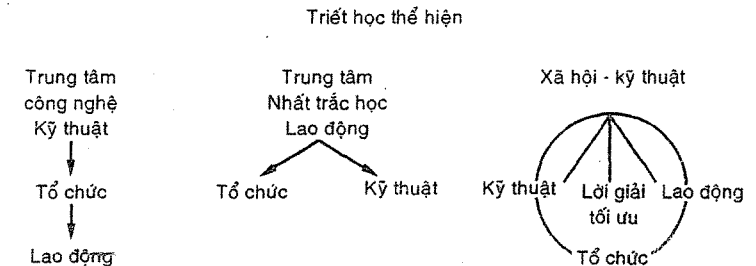 Triết học thể hiện
Trung tâm
công nghệ
Kỹ thuật
Tổ chức
Lao động
Trung tâm
Nhất trắc học
Lao động
Tổ chức
Kỹ thuật
Xã hội - kỹ thuật
Kỹ thuật
Lời giải
tối ưu
Lao động
Tổ chức